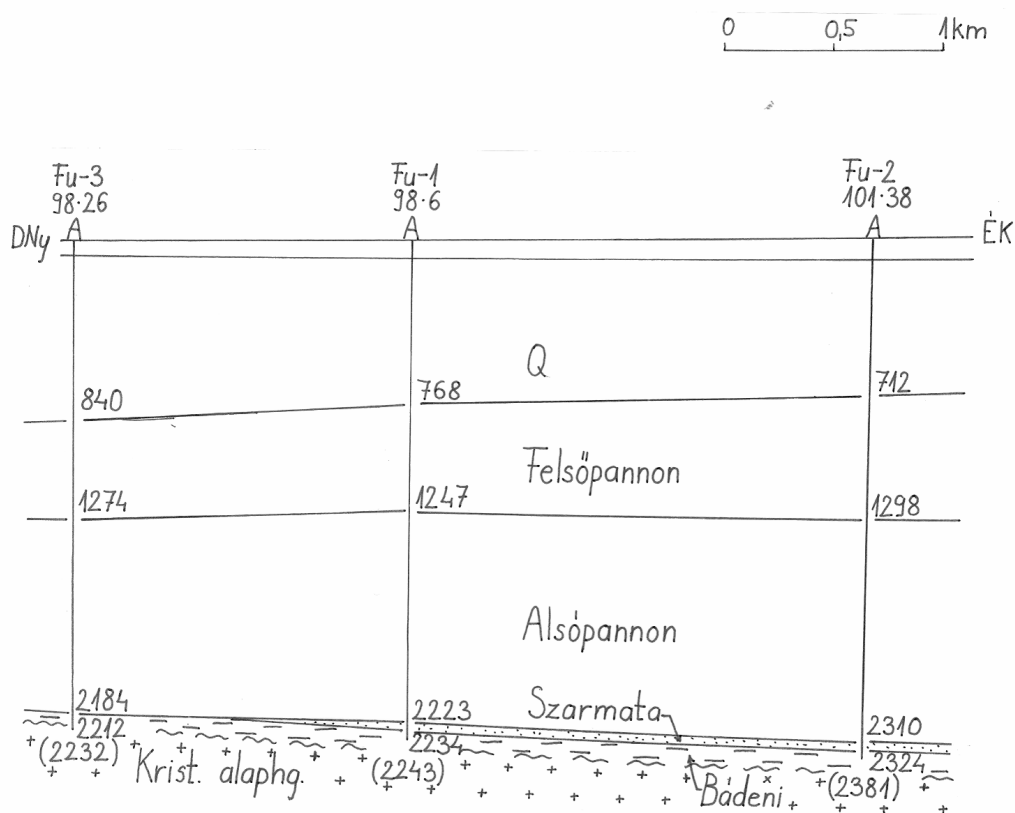 0 0,5 1km
Fu-3 Fu-1 Fu-2
98.26 98.6 101.38
DNy A A A ÉK
Q
840 768 712
Felsőpannon
1274 1247 1298
Alsópannon
2184 2223 Szarmata 2310
2212 2234 2324
(2232) Krist. alaphg. (2243) Bádeni (2381)